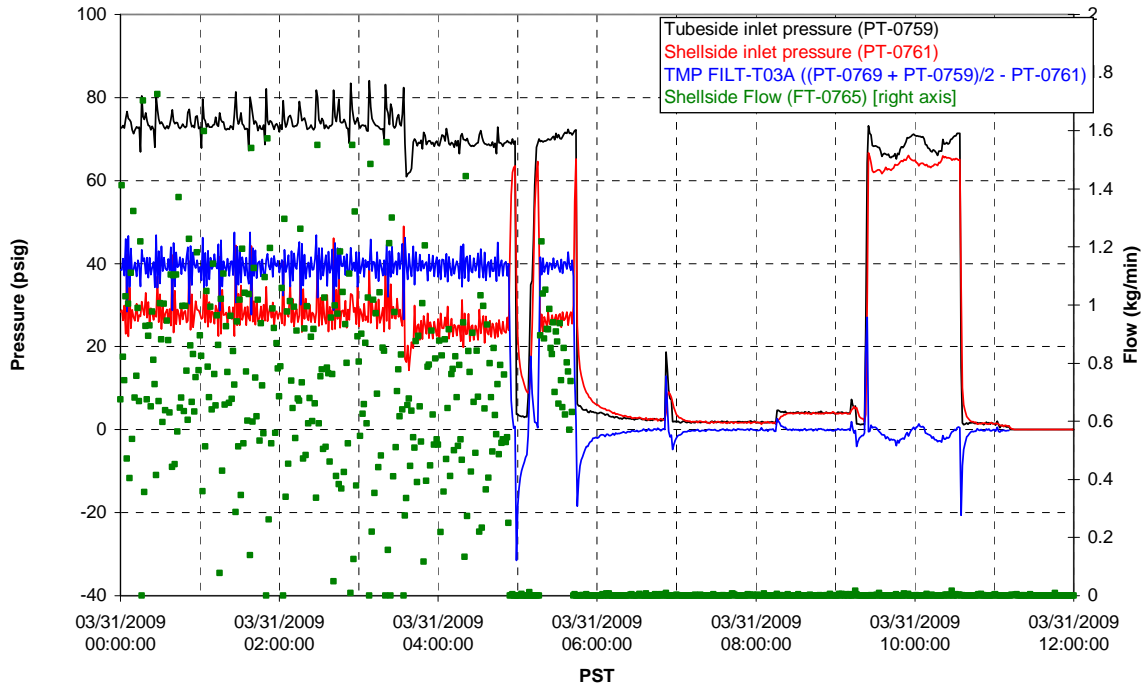 100
80
60
40
20
0
-20
-40
Pressure (psig)
Tubeside inlet pressure (PT-0759)
Shellside inlet pressure (PT-0761)
TMP FILT-T03A ((PT-0769 + PT-0759)/2 - PT-0761)
Shellside Flow (FT-0765) [right axis]
2
1.8
1.6
1.4
1.2
1
0.8
0.6
0.4
0.2
0
Flow (kg/min)
03/31/2009 03/31/2009 03/31/2009 03/31/2009 03/31/2009 03/31/2009 03/31/2009
00:00:00 02:00:00 04:00:00 06:00:00 08:00:00 10:00:00 12:00:00
PST